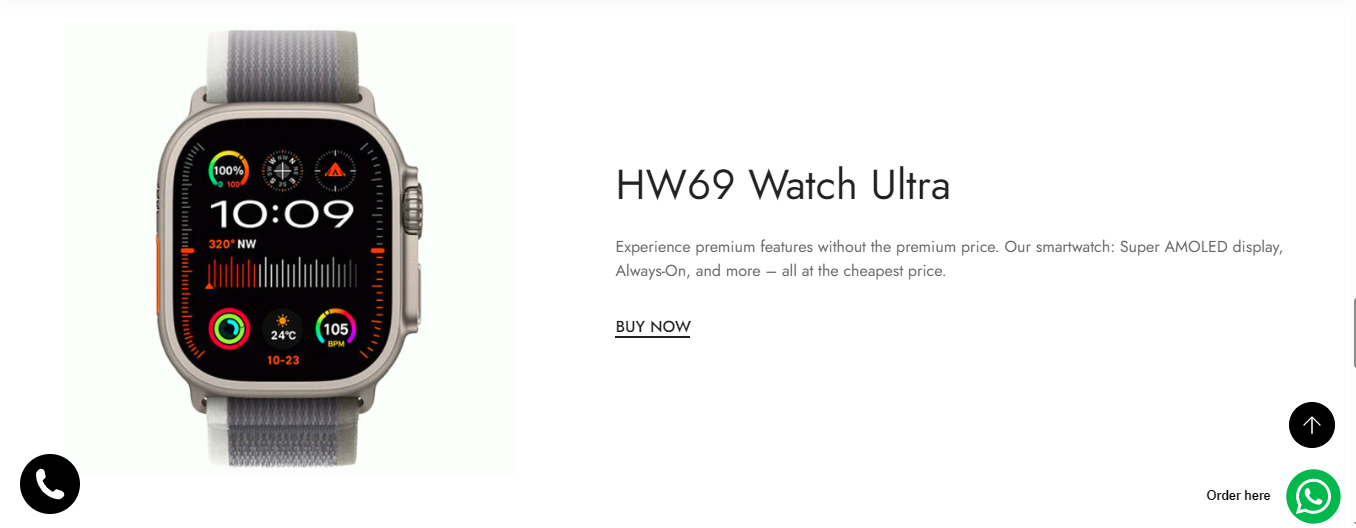 100%
0 100
10:09
320° NW
24°C
105
BPM
10-23
HW69 Watch Ultra
Experience premium features without the premium price. Our smartwatch: Super AMOLED display,
Always-On, and more – all at the cheapest price.
BUY NOW
Order here